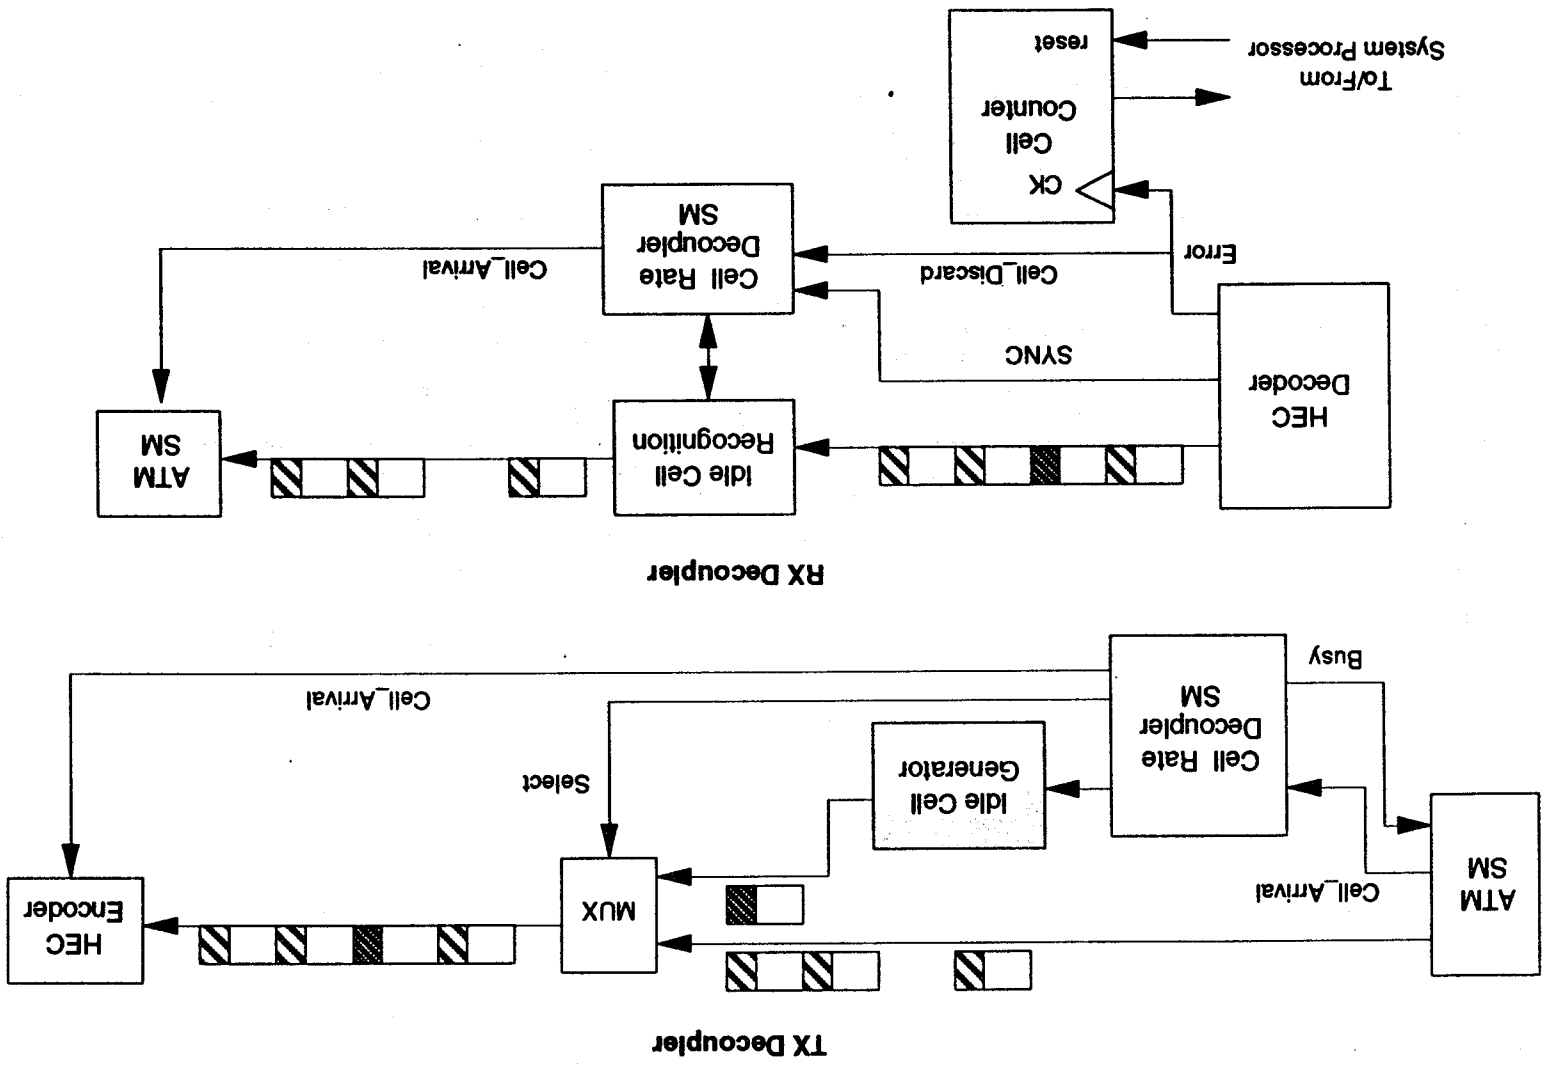 TX Decoupler
ATM
SM
Cell_Arrival
Busy
Cell Rate
Decoupler
SM
Idle Cell
Generator
MUX
Select
Cell_Arrival
HEC
Encoder
RX Decoupler
HEC
Decoder
SYNC
Error
Cell_Discard
Idle Cell
Recognition
Cell Rate
Decoupler
SM
Cell_Arrival
ATM
SM
CK
Cell
Counter
reset
To/From
System Processor